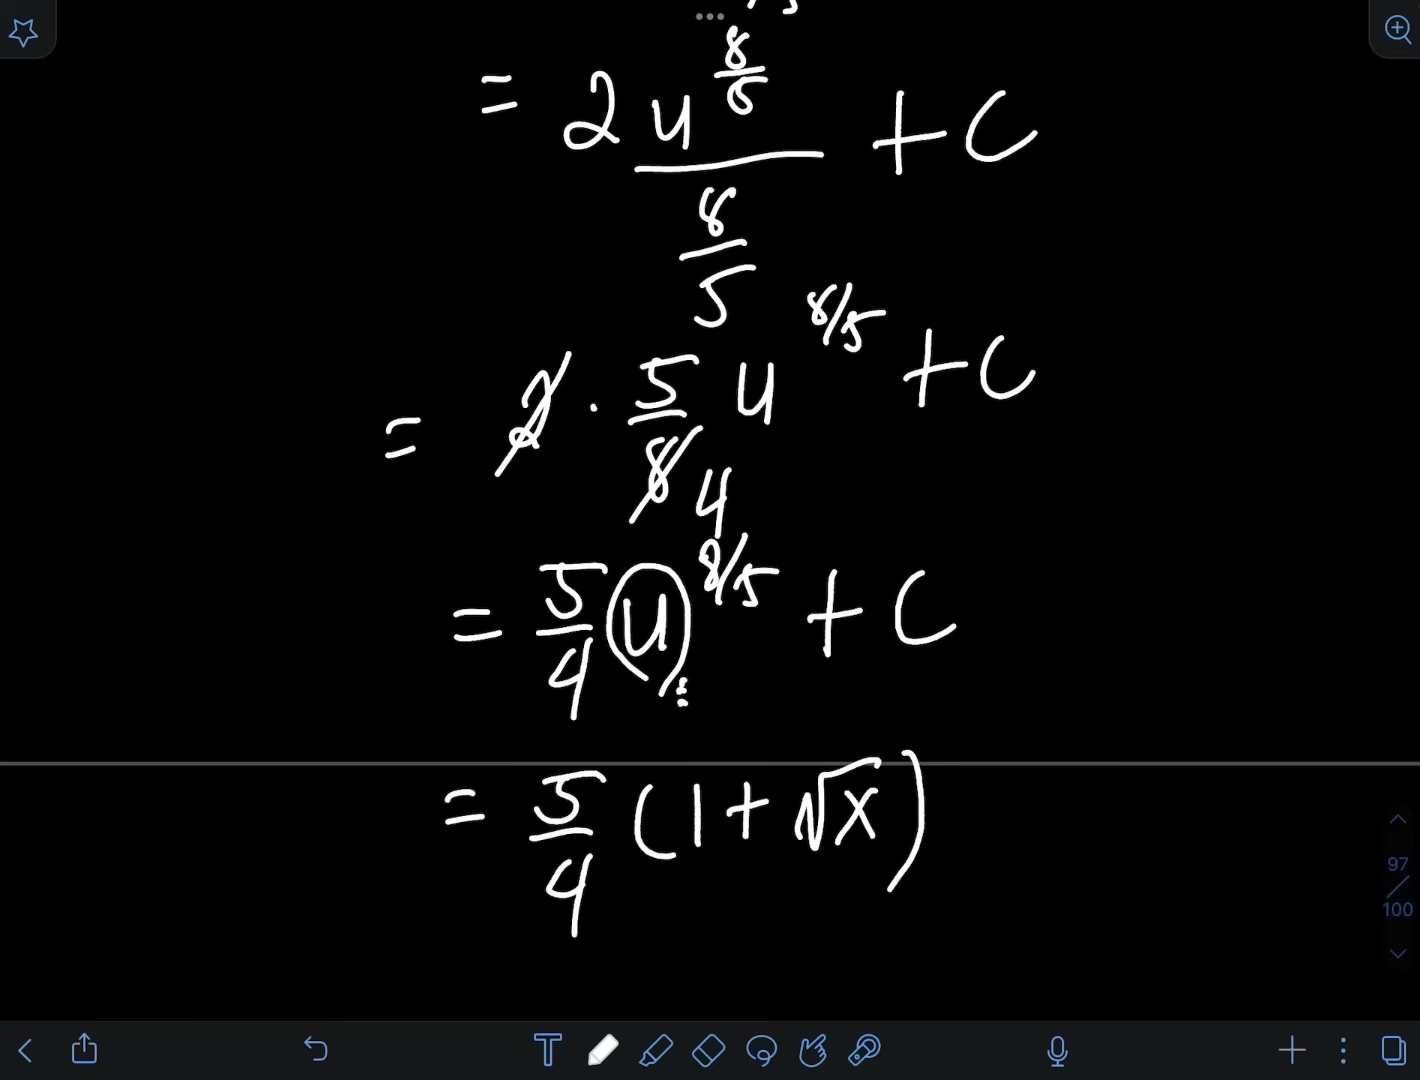 = 2 u^(8/5) / (8/5) + C
= 2 · 5/8 4 u^(8/5) + C
= 5/4 u^(8/5) + C
= 5/4 (1 + √x)
97 / 100
T